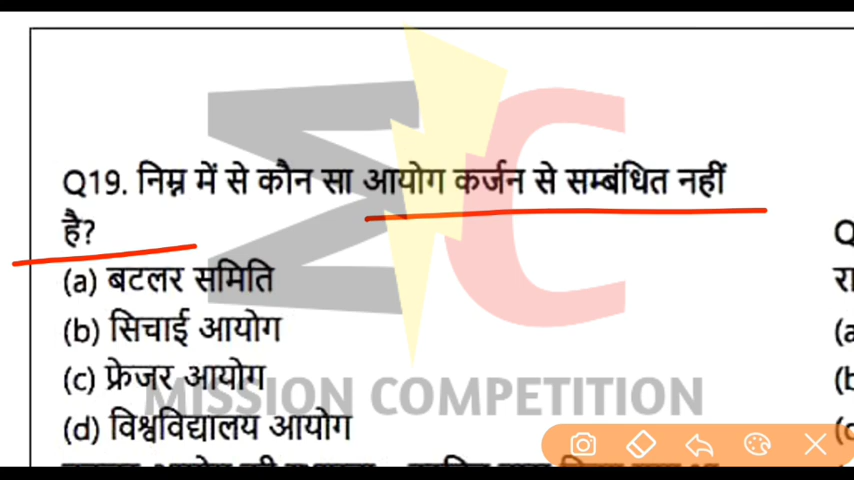 Q19. निम्न में से कौन सा आयोग कर्जन से सम्बंधित नहीं
है?
(a) बटलर समिति
(b) सिचाई आयोग
(c) फ्रेजर आयोग
MISSION COMPETITION
(d) विश्वविद्यालय आयोग
Q
रा
(a
(b
(c